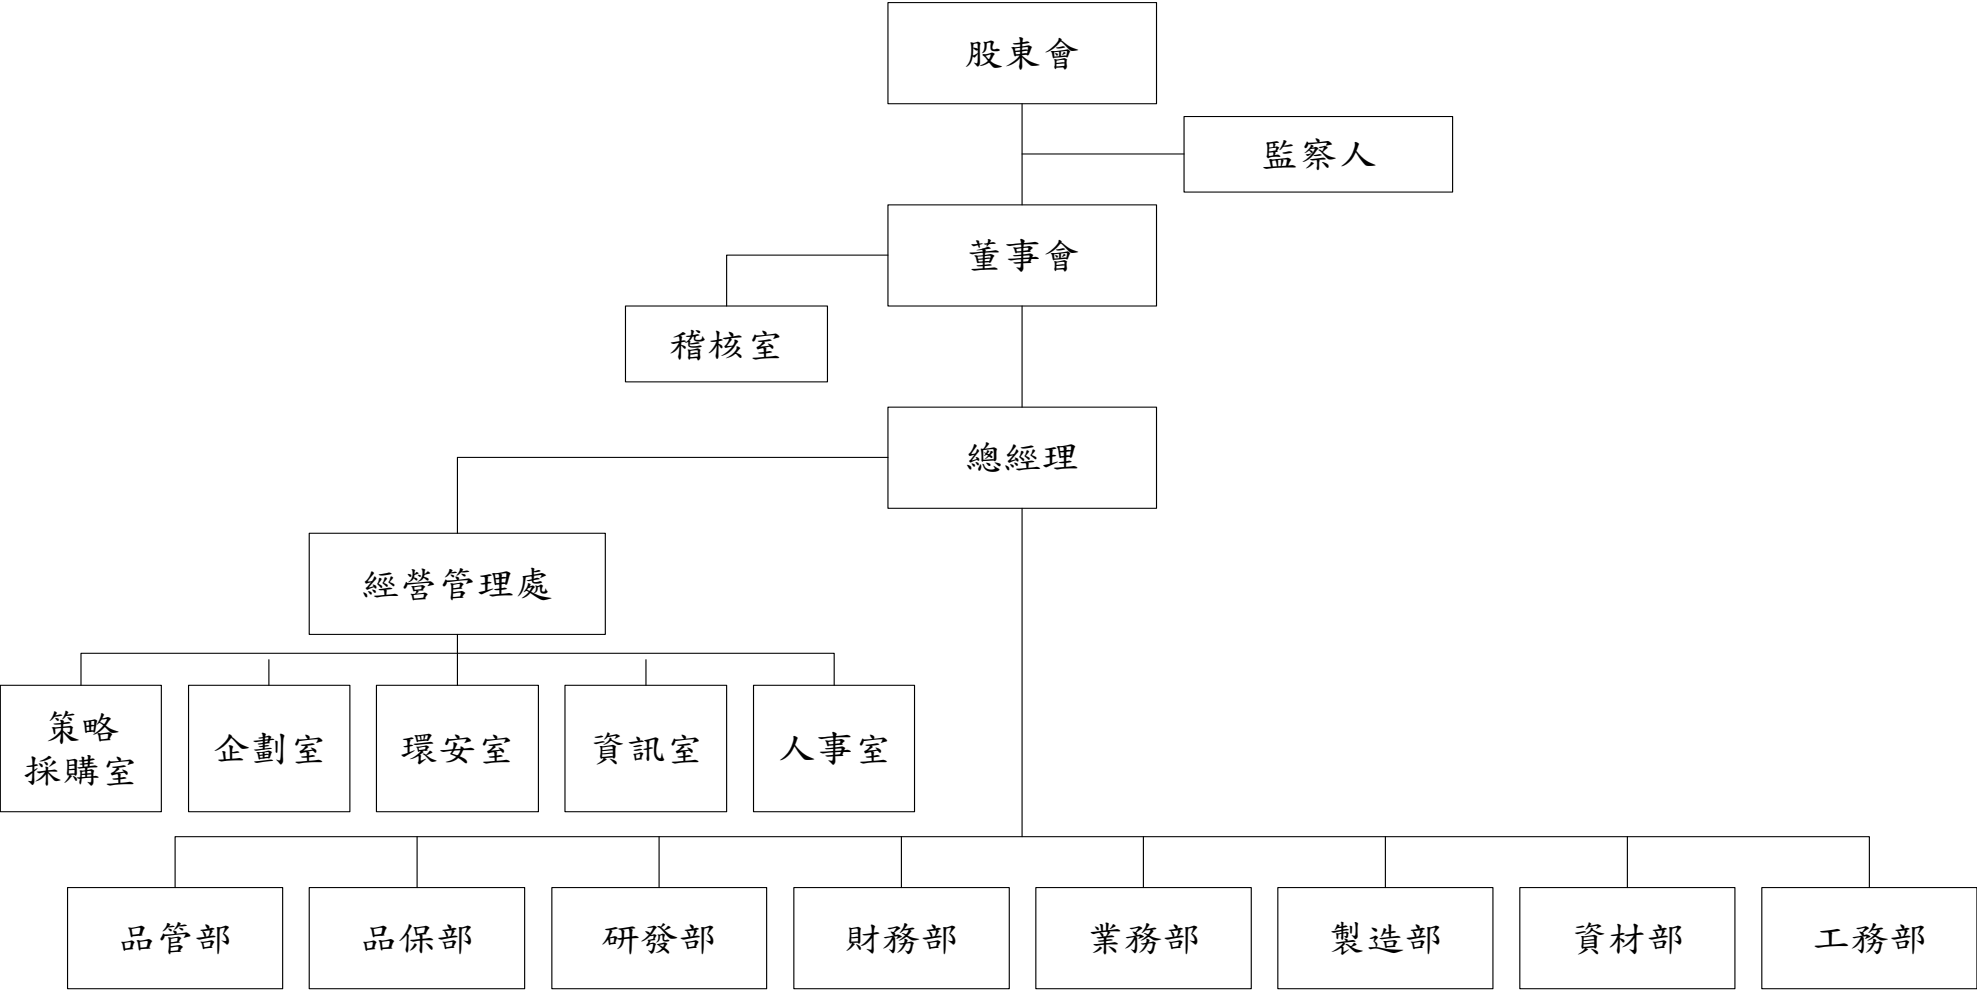 股東會
監察人
董事會
稽核室
總經理
經營管理處
策略
採購室
企劃室
環安室
資訊室
人事室
品管部
品保部
研發部
財務部
業務部
製造部
資材部
工務部